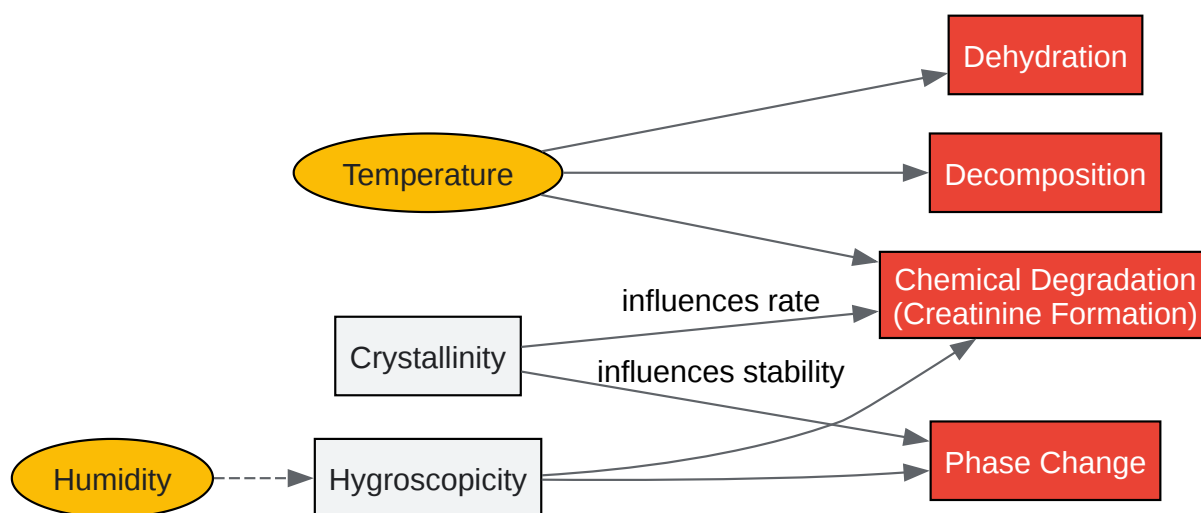 Dehydration
Temperature
Decomposition
Chemical Degradation
(Creatinine Formation)
influences rate
Crystallinity
influences stability
Humidity
Hygroscopicity
Phase Change